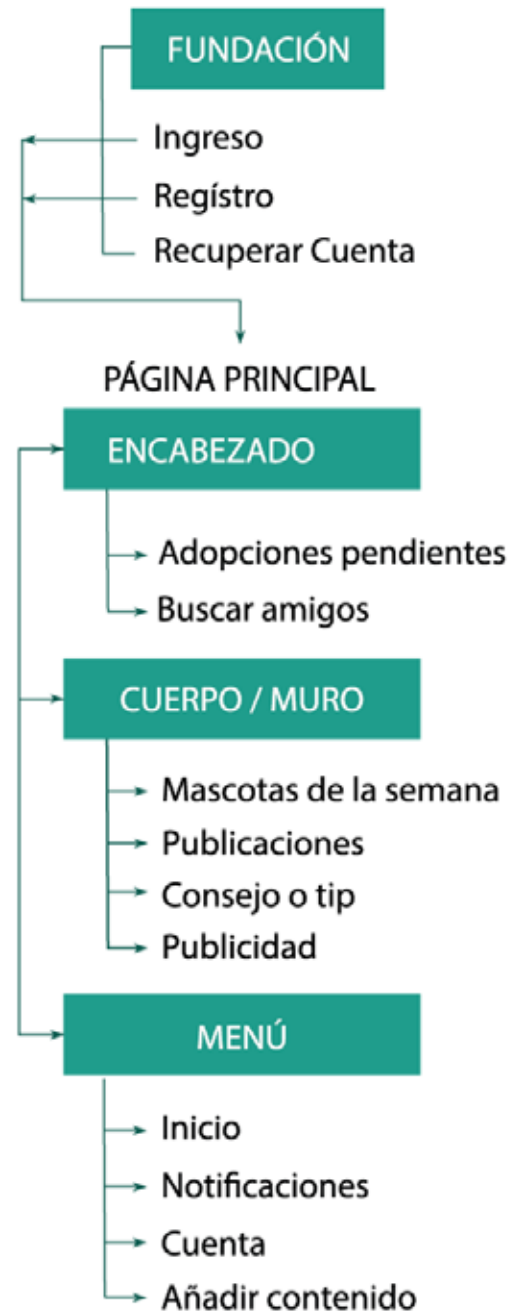 FUNDACIÓN
Ingreso
Regístro
Recuperar Cuenta
PÁGINA PRINCIPAL
ENCABEZADO
Adopciones pendientes
Buscar amigos
CUERPO / MURO
Mascotas de la semana
Publicaciones
Consejo o tip
Publicidad
MENÚ
Inicio
Notificaciones
Cuenta
Añadir contenido